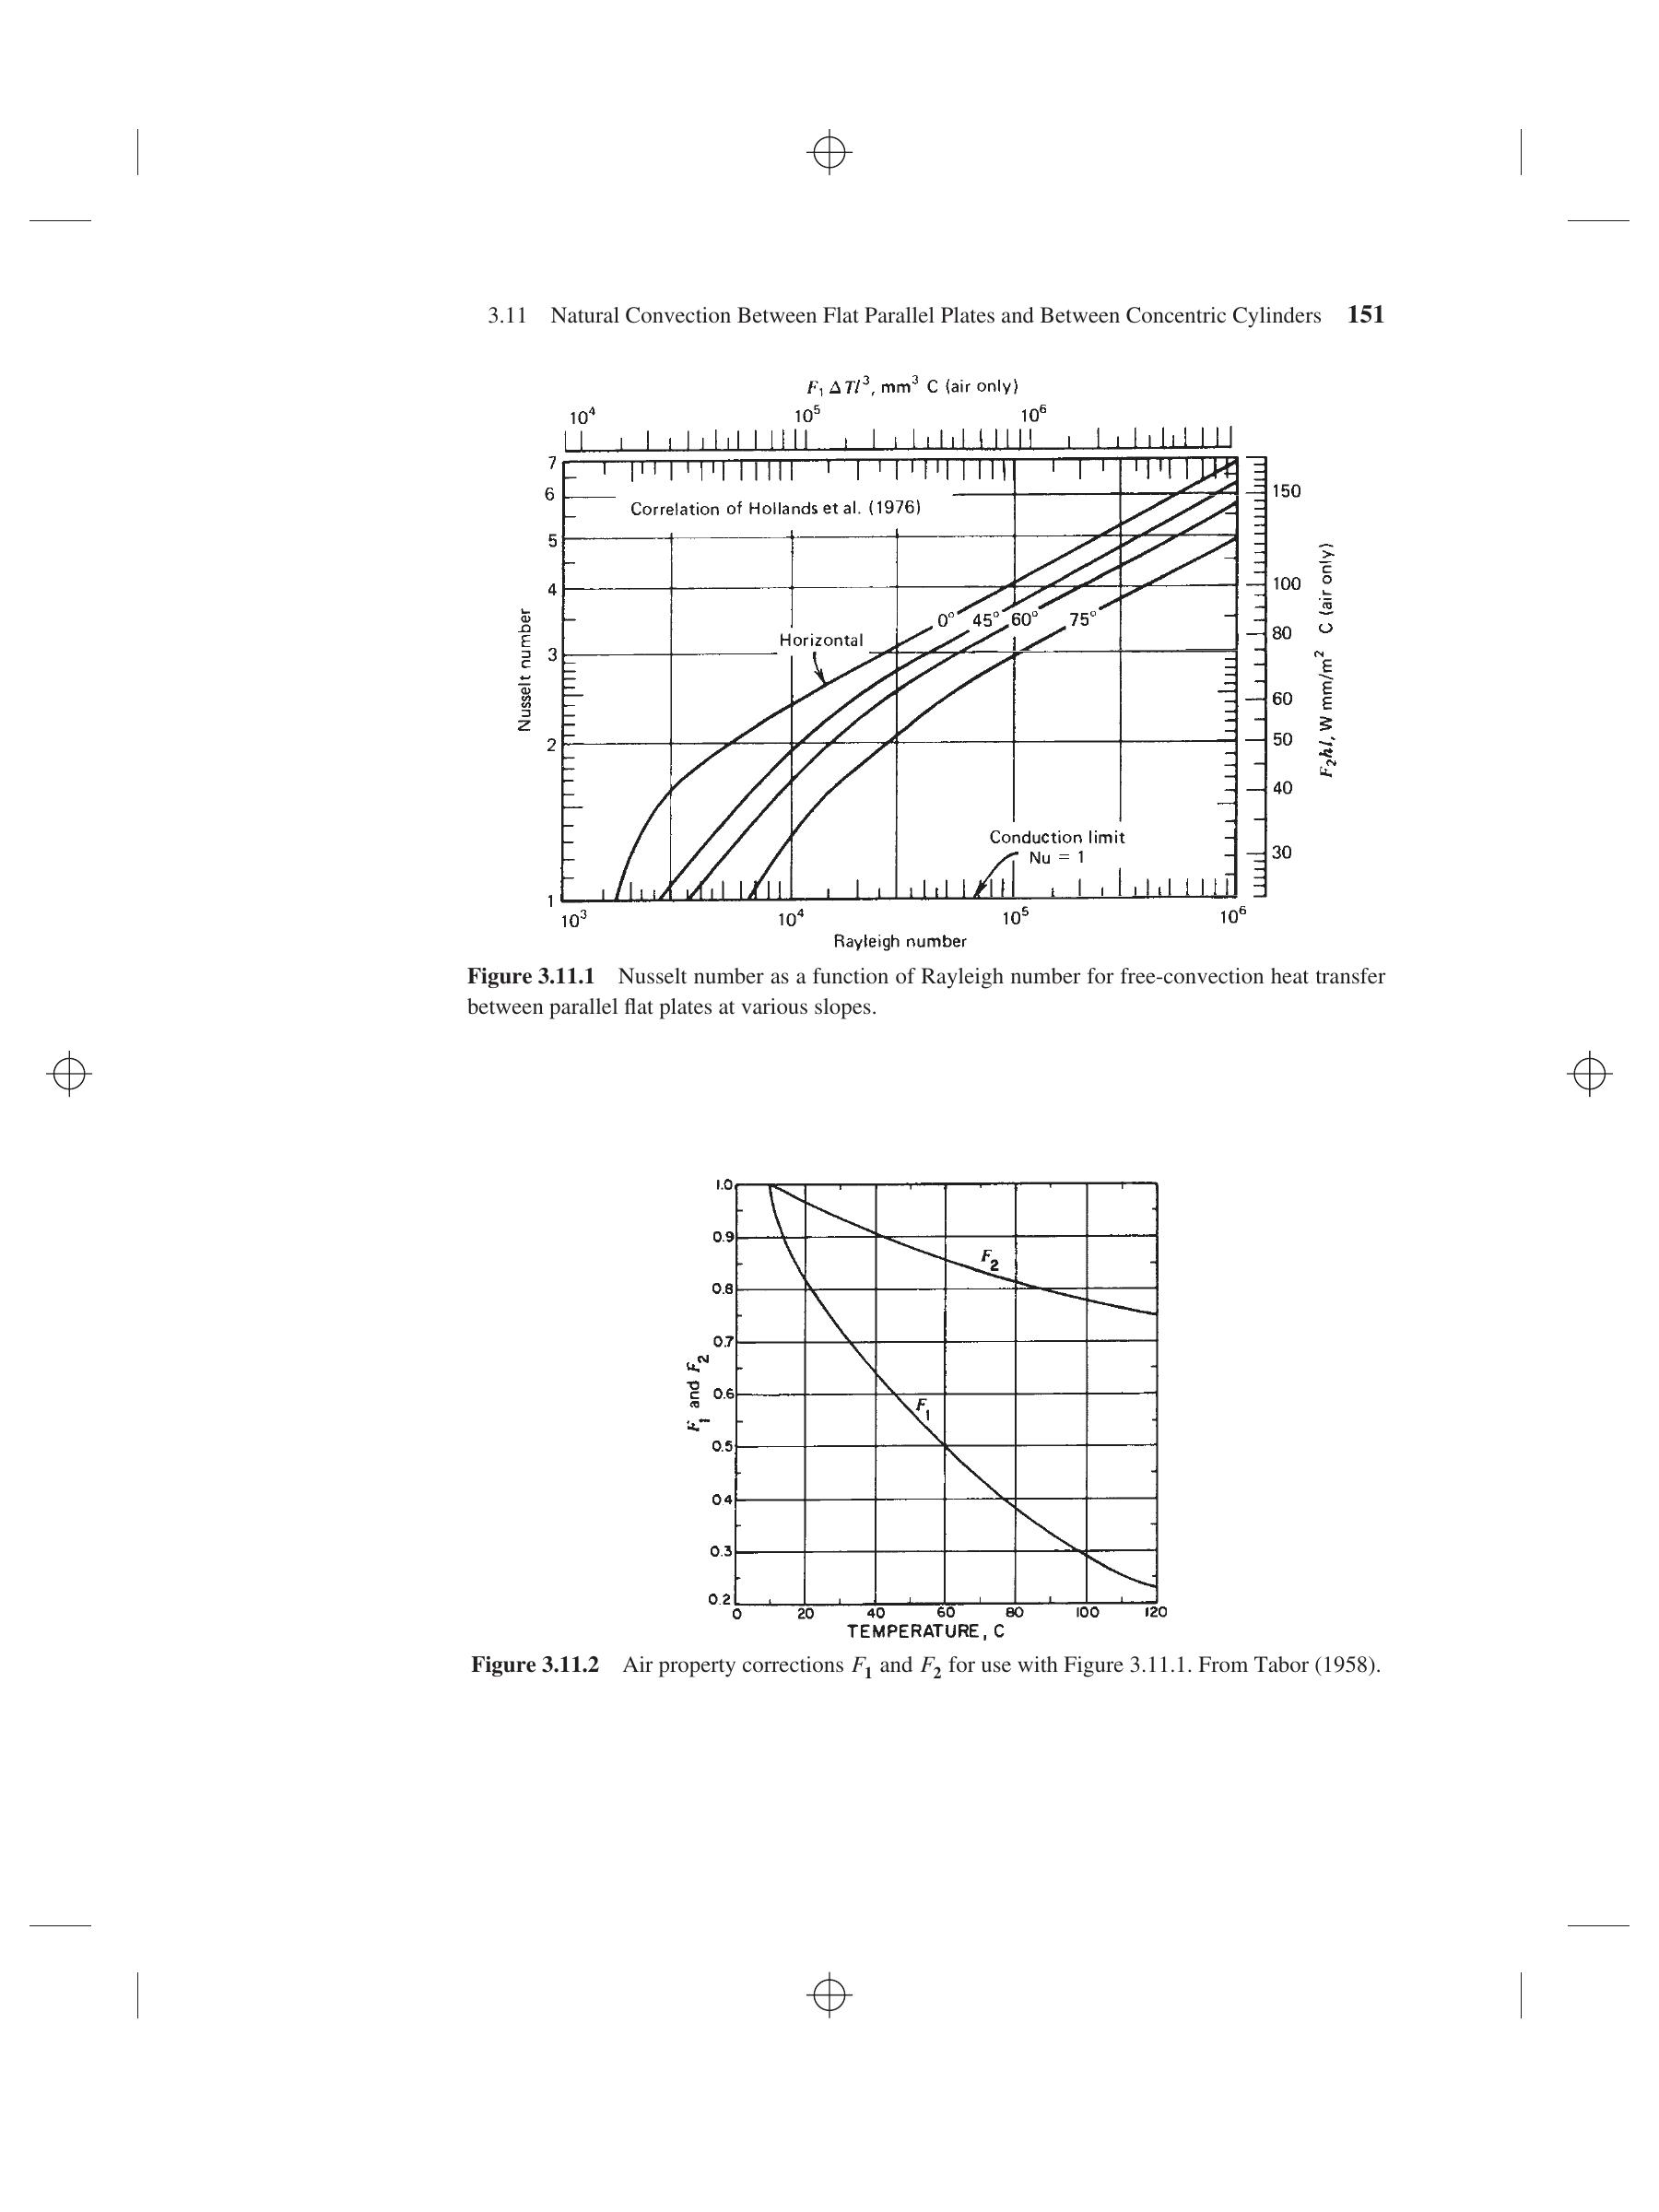 3.11 Natural Convection Between Flat Parallel Plates and Between Concentric Cylinders 151
F₁ ΔTl³, mm³ C (air only)
10⁴ 10⁵ 10⁶
7
6
5
4
3
2
1
Nusselt number
Correlation of Hollands et al. (1976)
Horizontal
0° 45° 60° 75°
Conduction limit
Nu = 1
150
100
80
60
50
40
30
F₂hl, W mm/m² C (air only)
10³ 10⁴ 10⁵ 10⁶
Rayleigh number
Figure 3.11.1 Nusselt number as a function of Rayleigh number for free-convection heat transfer
between parallel flat plates at various slopes.
1.0
0.9
0.8
0.7
0.6
0.5
0.4
0.3
0.2
F₁ and F₂
F₂
F₁
0 20 40 60 80 100 120
TEMPERATURE, C
Figure 3.11.2 Air property corrections F₁ and F₂ for use with Figure 3.11.1. From Tabor (1958).